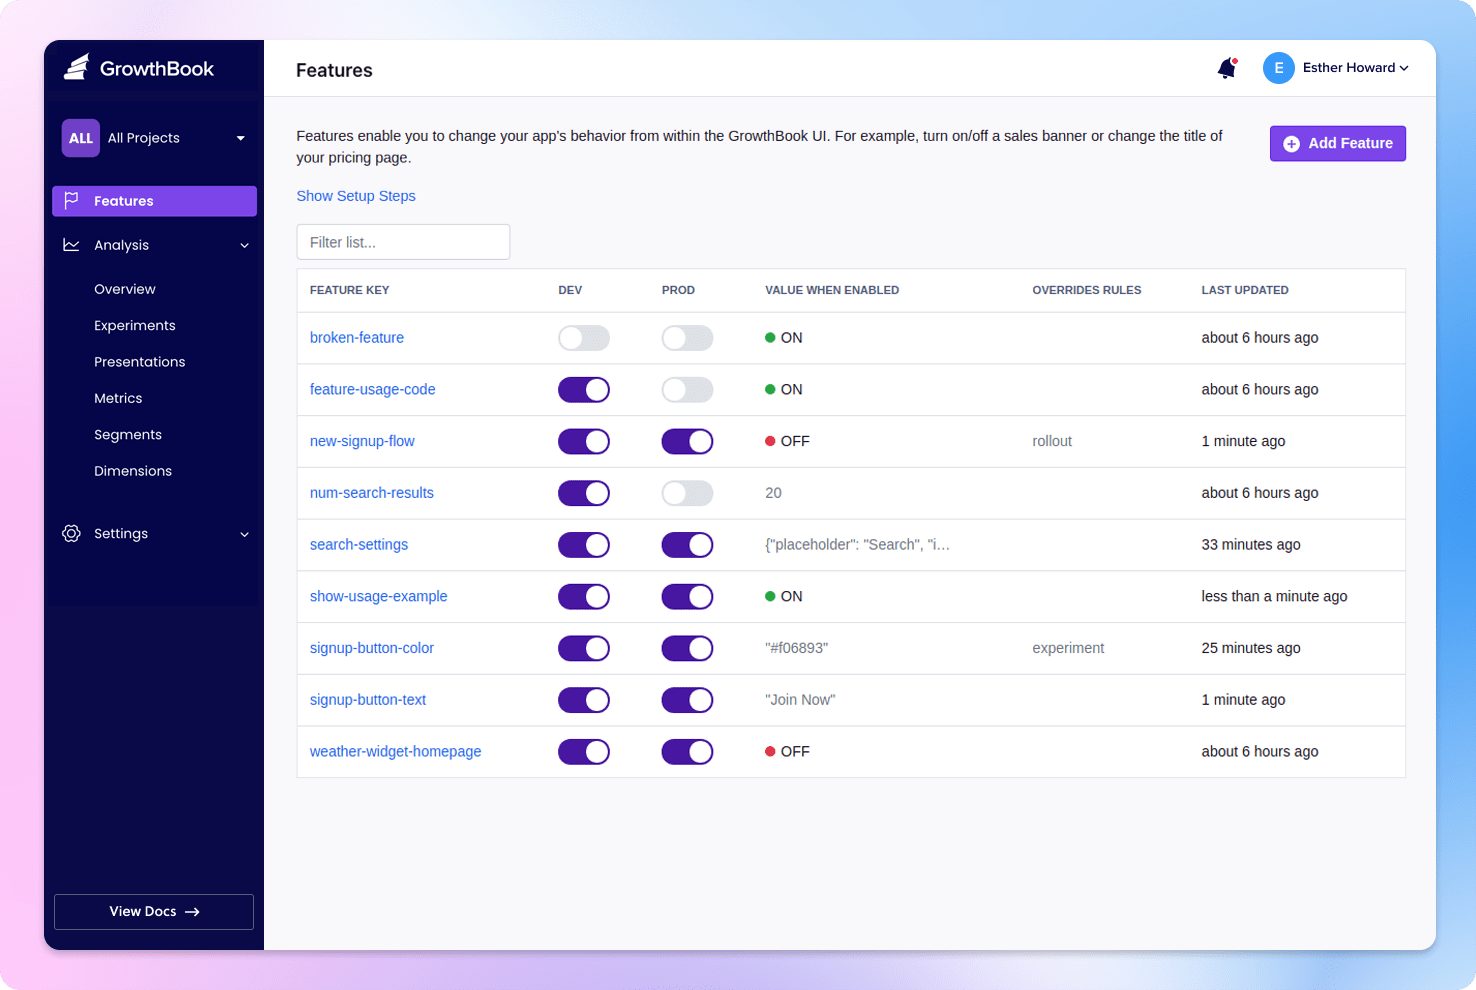 GrowthBook
ALL All Projects
Features
Analysis
Overview
Experiments
Presentations
Metrics
Segments
Dimensions
Settings
View Docs →
Features
E Esther Howard
Features enable you to change your app's behavior from within the GrowthBook UI. For example, turn on/off a sales banner or change the title of
your pricing page.
Add Feature
Show Setup Steps
Filter list...
FEATURE KEY DEV PROD VALUE WHEN ENABLED OVERRIDES RULES LAST UPDATED
broken-feature ON about 6 hours ago
feature-usage-code ON about 6 hours ago
new-signup-flow OFF rollout 1 minute ago
num-search-results 20 about 6 hours ago
search-settings {"placeholder": "Search", "i... 33 minutes ago
show-usage-example ON less than a minute ago
signup-button-color "#f06893" experiment 25 minutes ago
signup-button-text "Join Now" 1 minute ago
weather-widget-homepage OFF about 6 hours ago